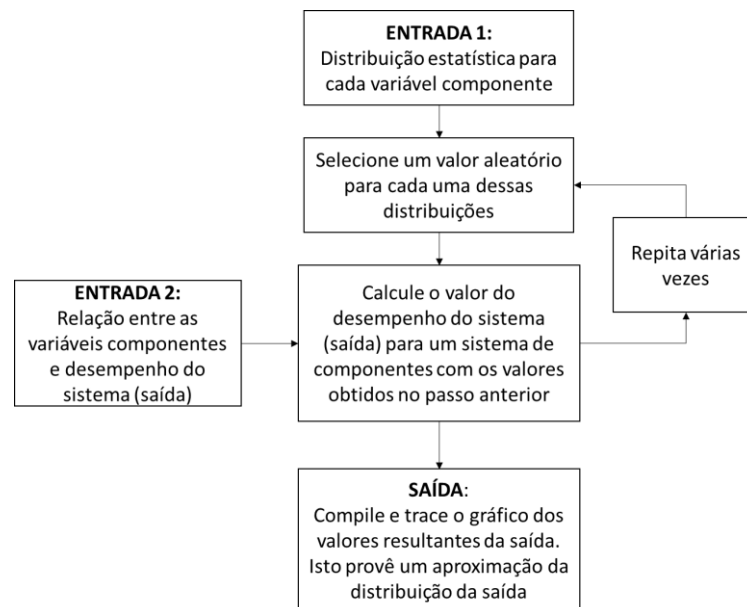 ENTRADA 1:
Distribuição estatística para
cada variável componente
Selecione um valor aleatório
para cada uma dessas
distribuições
Repita várias
vezes
ENTRADA 2:
Relação entre as
variáveis componentes
e desempenho do
sistema (saída)
Calcule o valor do
desempenho do sistema
(saída) para um sistema de
componentes com os valores
obtidos no passo anterior
SAÍDA:
Compile e trace o gráfico dos
valores resultantes da saída.
Isto provê um aproximação da
distribuição da saída